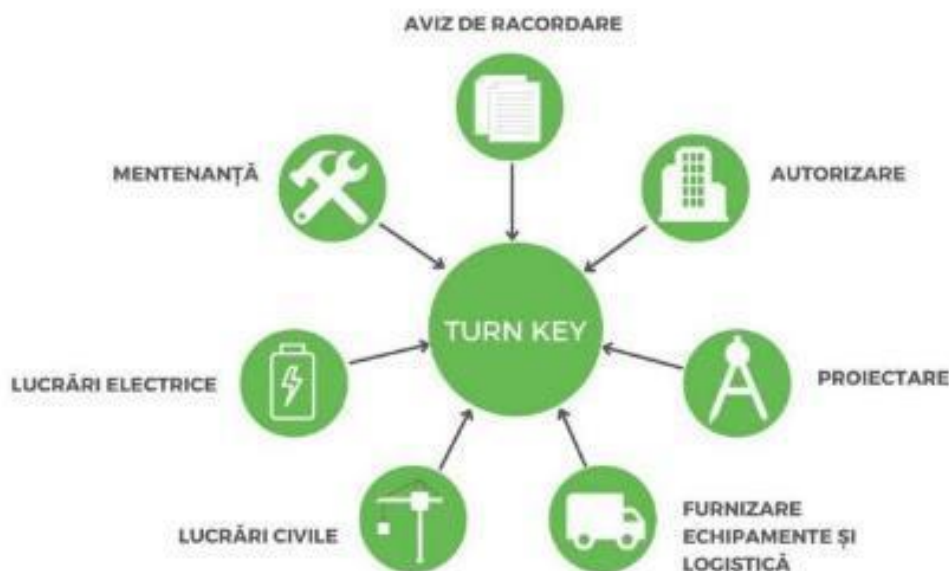 AVIZ DE RACORDARE
MENTENANȚĂ
AUTORIZARE
TURN KEY
LUCRĂRI ELECTRICE
PROIECTARE
LUCRĂRI CIVILE
FURNIZARE
ECHIPAMENTE ȘI
LOGISTICĂ